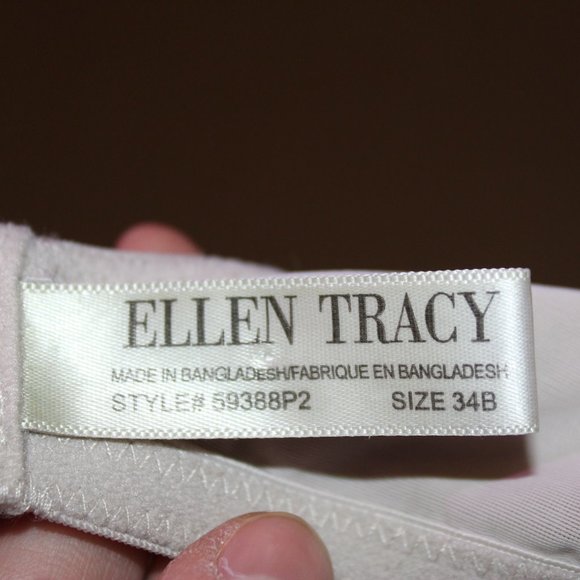 ELLEN TRACY
MADE IN BANGLADESH/FABRIQUE EN BANGLADESH
STYLE# 59388P2 SIZE 34B